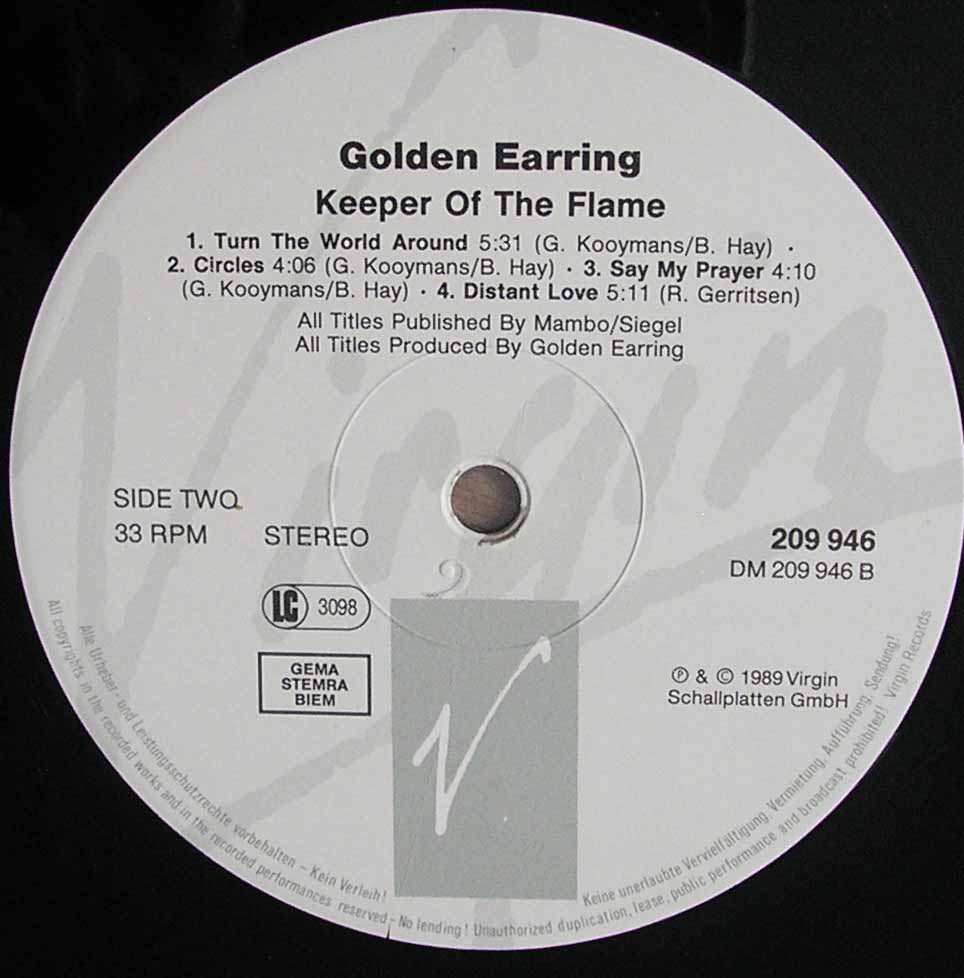 Golden Earring
Keeper Of The Flame
1. Turn The World Around 5:31 (G. Kooymans/B. Hay) ·
2. Circles 4:06 (G. Kooymans/B. Hay) · 3. Say My Prayer 4:10
(G. Kooymans/B. Hay) · 4. Distant Love 5:11 (R. Gerritsen)
All Titles Published By Mambo/Siegel
All Titles Produced By Golden Earring
Virgin
SIDE TWO
33 RPM
STEREO
209 946
DM 209 946 B
LC 3098
GEMA
STEMRA
BIEM
℗ & © 1989 Virgin
Schallplatten GmbH
V
Alle Urheber- und Leistungsschutzrechte vorbehalten – Kein Verleih! Keine unerlaubte Vervielfältigung, Vermietung, Aufführung, Sendung!
All copyrights in the recorded works and in the recorded performances reserved – No lending! Unauthorized duplication, lease, public performance and broadcast prohibited! Virgin Records